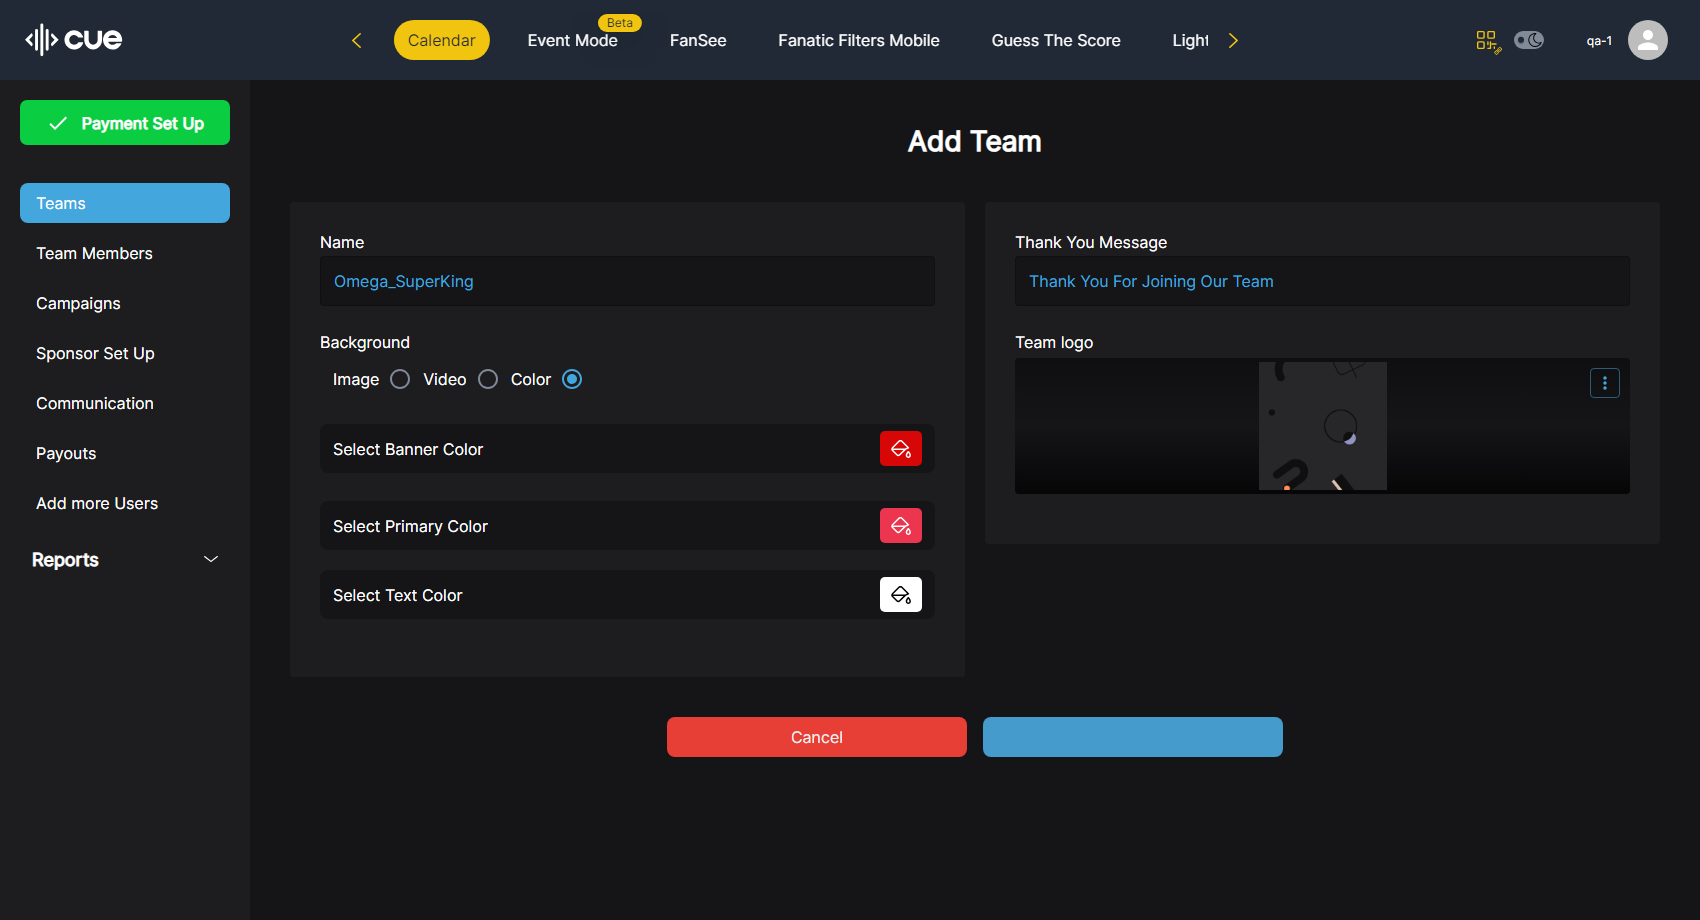 cue
Calendar
Beta
Event Mode
FanSee
Fanatic Filters Mobile
Guess The Score
Light
qa-1
Payment Set Up
Teams
Team Members
Campaigns
Sponsor Set Up
Communication
Payouts
Add more Users
Reports
Add Team
Name
Omega_SuperKing
Background
Image Video Color
Select Banner Color
Select Primary Color
Select Text Color
Thank You Message
Thank You For Joining Our Team
Team logo
Cancel